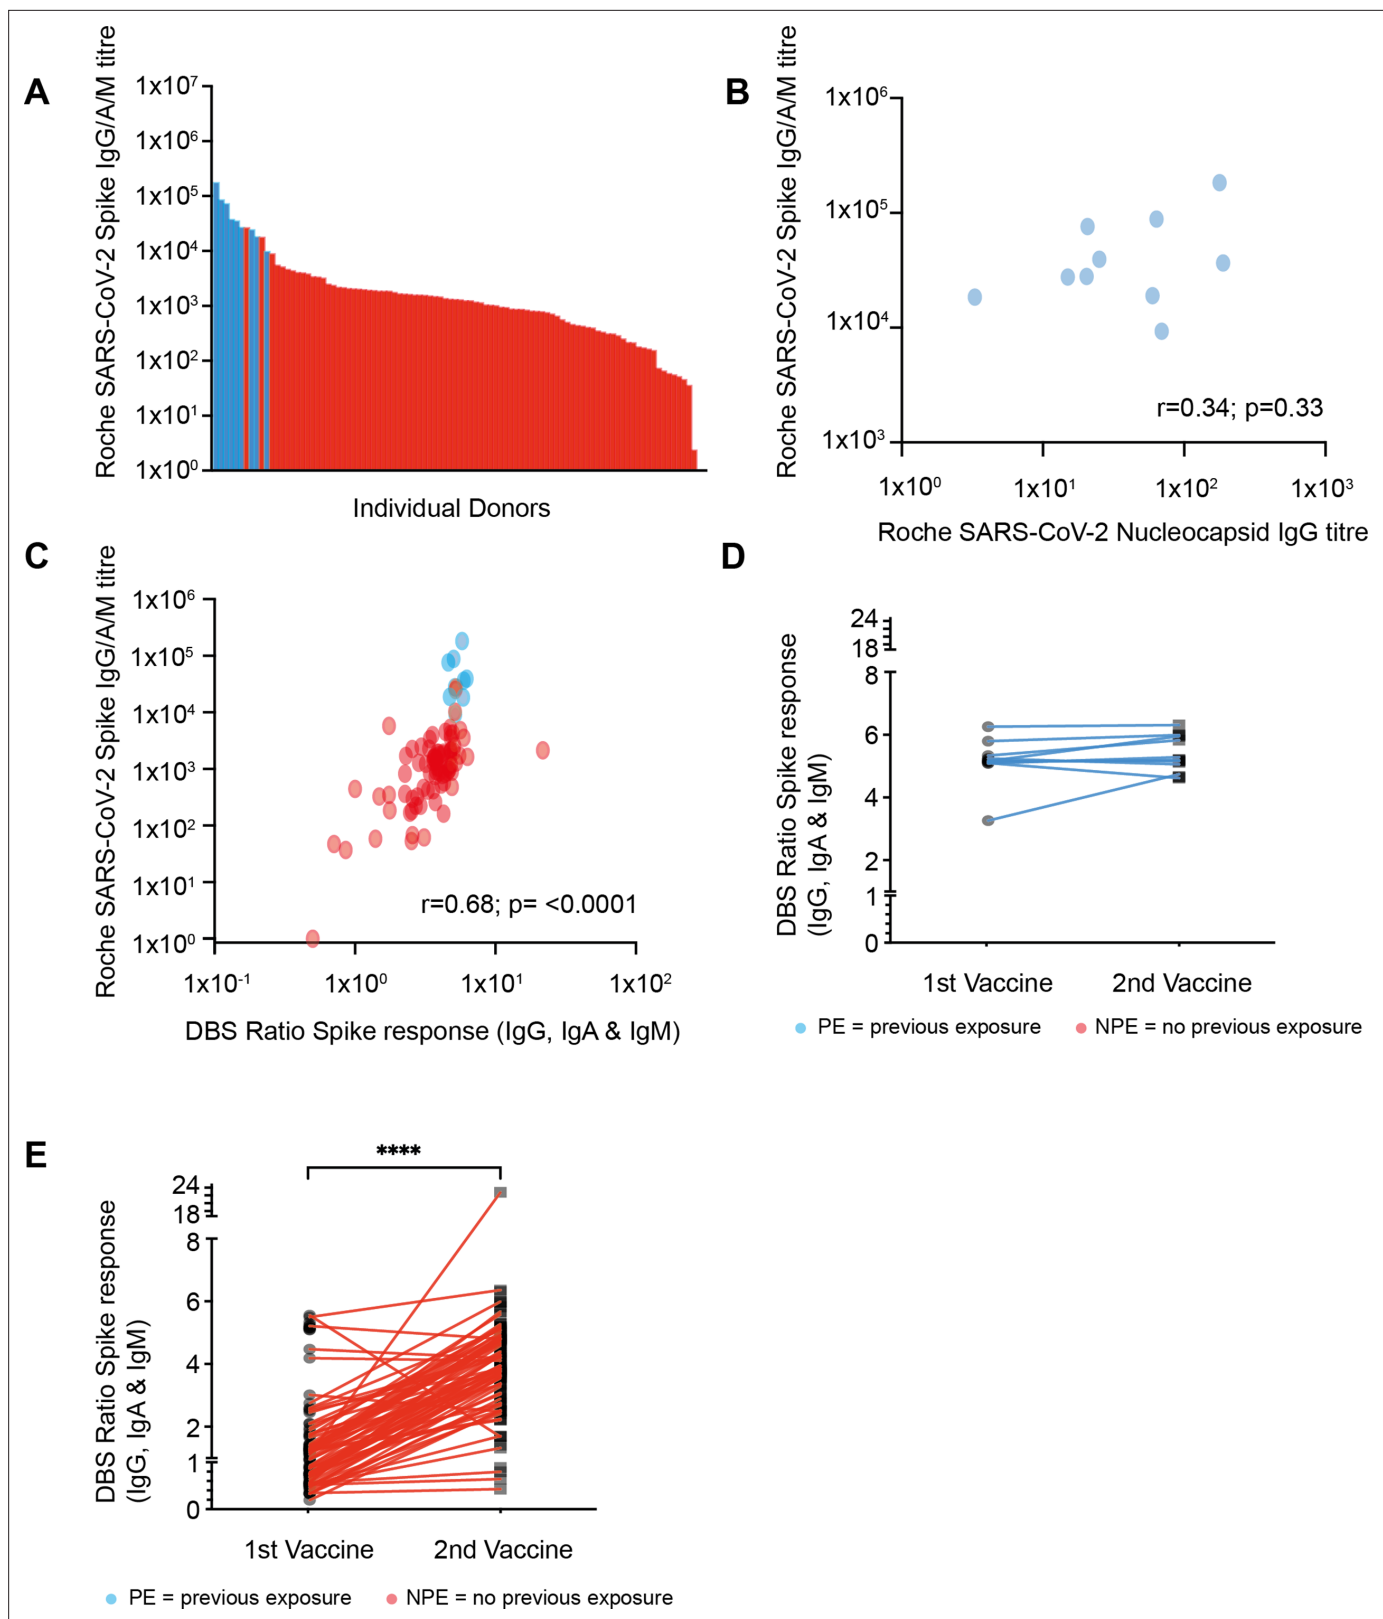 A
Roche SARS-CoV-2 Spike IgG/A/M titre
1x10⁷
1x10⁶
1x10⁵
1x10⁴
1x10³
1x10²
1x10¹
1x10⁰
Individual Donors
B
Roche SARS-CoV-2 Spike IgG/A/M titre
1x10⁶
1x10⁵
1x10⁴
1x10³
r=0.34; p=0.33
1x10⁰ 1x10¹ 1x10² 1x10³
Roche SARS-CoV-2 Nucleocapsid IgG titre
C
Roche SARS-CoV-2 Spike IgG/A/M titre
1x10⁶
1x10⁵
1x10⁴
1x10³
1x10²
1x10¹
1x10⁰
r=0.68; p= <0.0001
1x10⁻¹ 1x10⁰ 1x10¹ 1x10²
DBS Ratio Spike response (IgG, IgA & IgM)
D
DBS Ratio Spike response
(IgG, IgA & IgM)
24
18
8
6
4
2
1
0
1st Vaccine 2nd Vaccine
PE = previous exposure NPE = no previous exposure
E
****
DBS Ratio Spike response
(IgG, IgA & IgM)
24
18
8
6
4
2
1
0
1st Vaccine 2nd Vaccine
PE = previous exposure NPE = no previous exposure